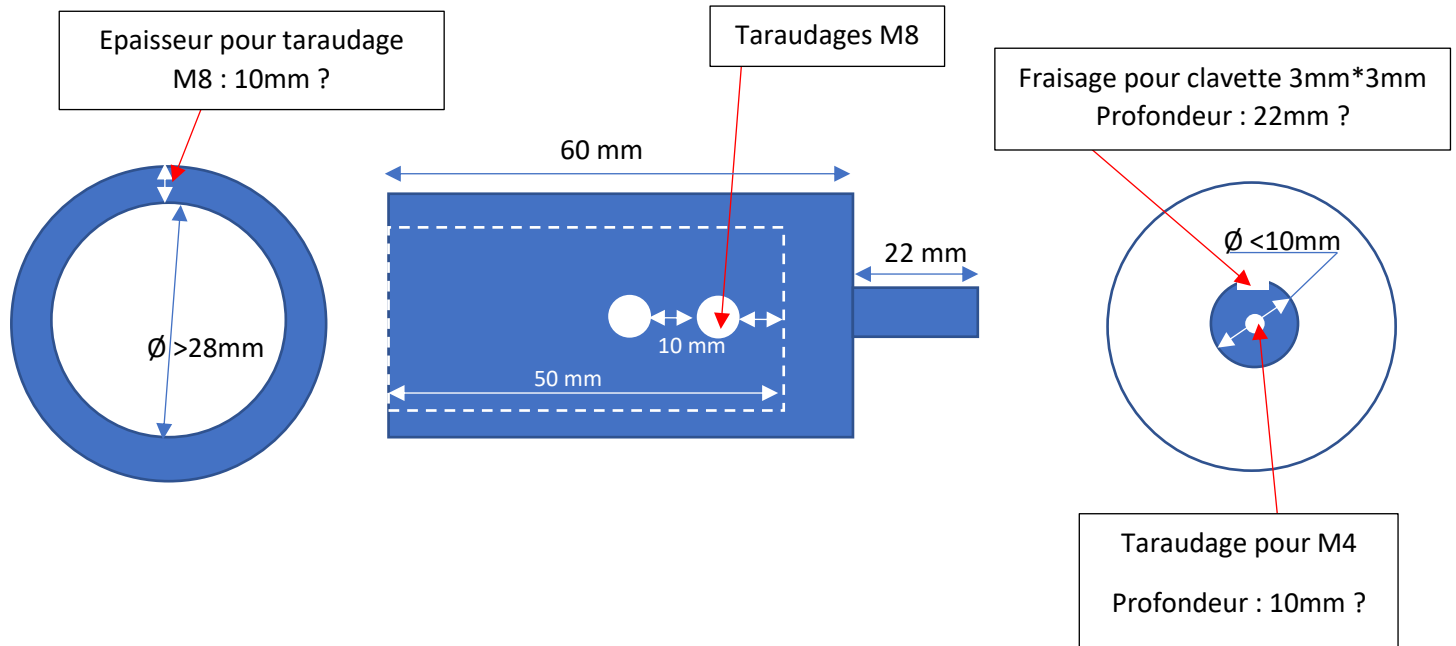 Epaisseur pour taraudage
M8 : 10mm ?
Ø >28mm
Taraudages M8
60 mm
22 mm
10 mm
50 mm
Fraisage pour clavette 3mm*3mm
Profondeur : 22mm ?
Ø <10mm
Taraudage pour M4
Profondeur : 10mm ?